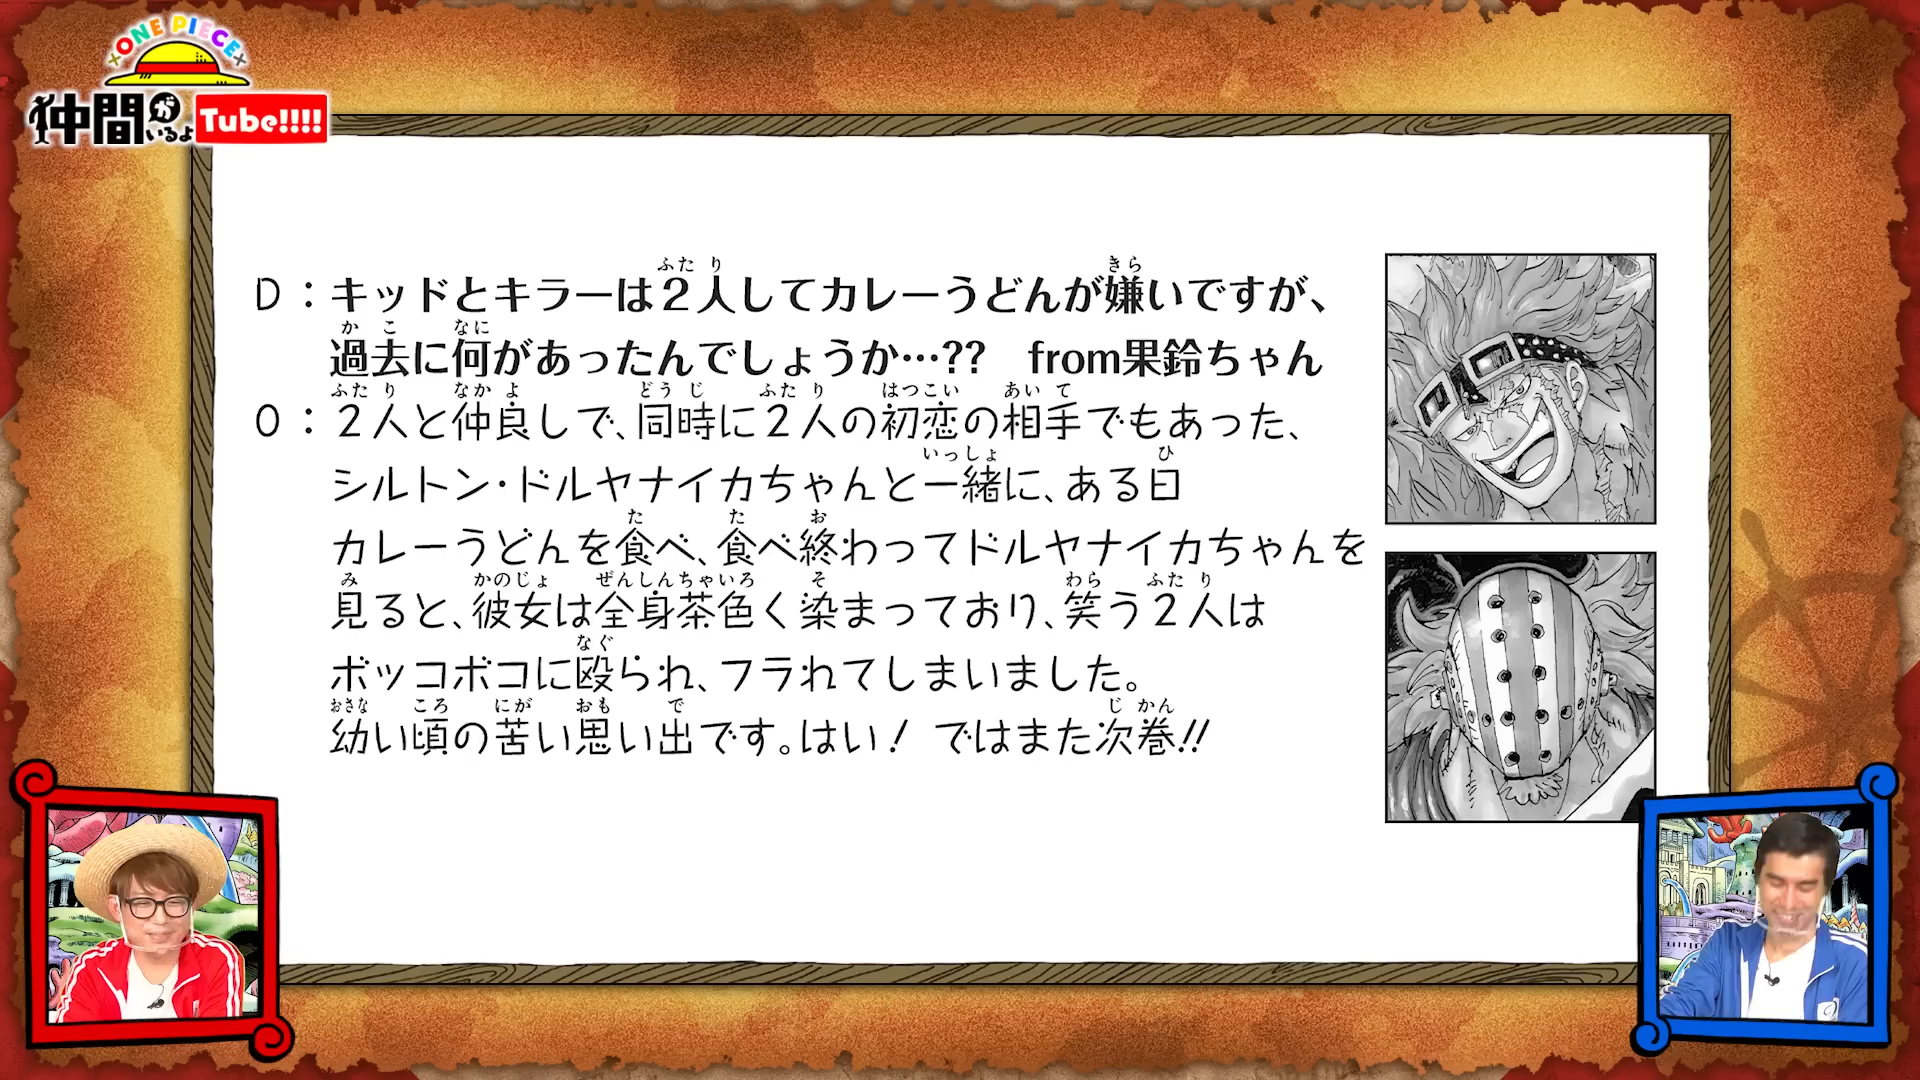 ONE PIECE
仲間がいるよ Tube!!!!
D:キッドとキラーは2人してカレーうどんが嫌いですが、
過去に何があったんでしょうか…?? from果鈴ちゃん
O:2人と仲良しで、同時に2人の初恋の相手でもあった、
シルトン・ドルヤナイカちゃんと一緒に、ある日
カレーうどんを食べ、食べ終わってドルヤナイカちゃんを
見ると、彼女は全身茶色く染まっており、笑う2人は
ボッコボコに殴られ、フラれてしまいました。
幼い頃の苦い思い出です。はい! ではまた次巻!!